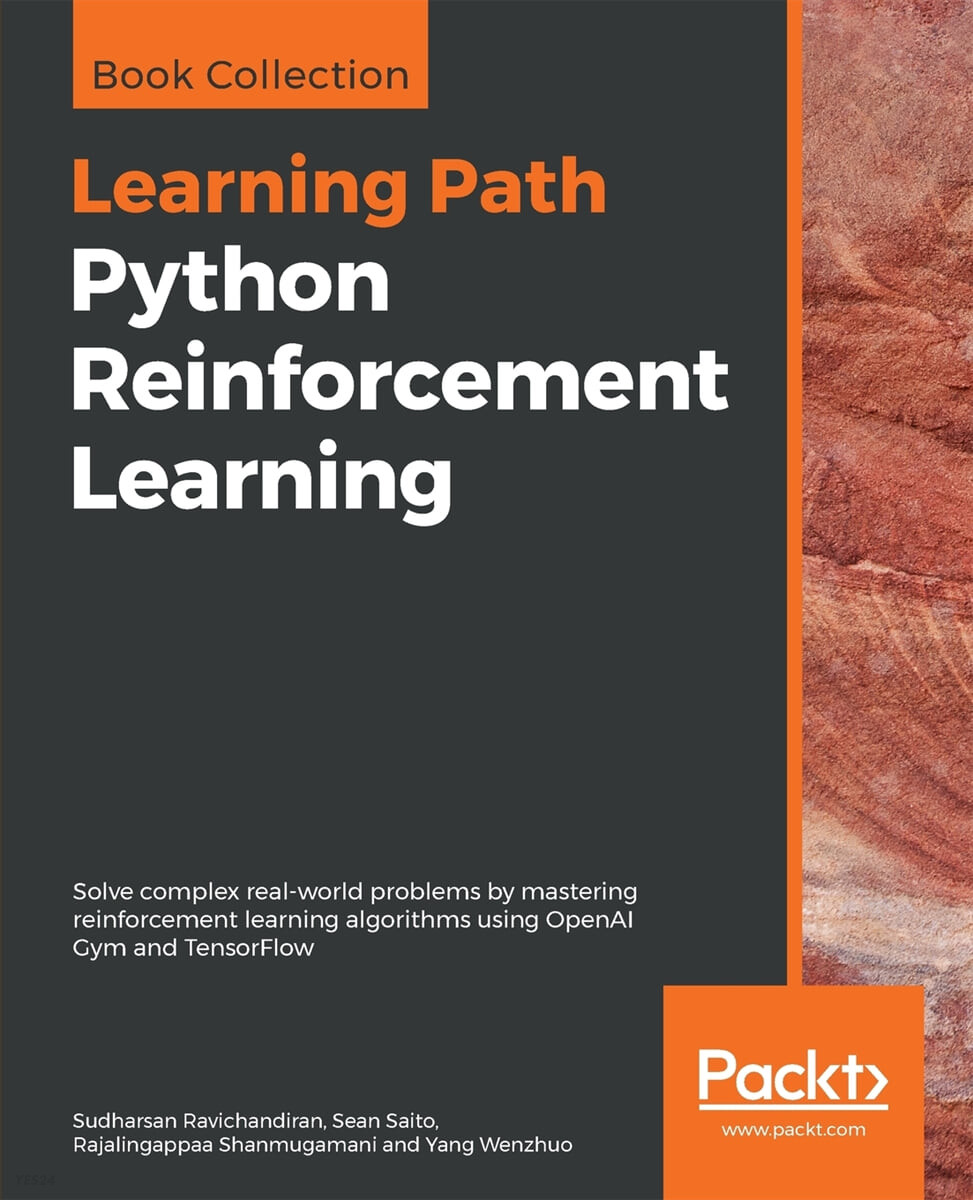 Book Collection
Learning Path
Python
Reinforcement
Learning
Solve complex real-world problems by mastering
reinforcement learning algorithms using OpenAI
Gym and TensorFlow
Packt>
www.packt.com
Sudharsan Ravichandiran, Sean Saito,
Rajalingappaa Shanmugamani and Yang Wenzhuo